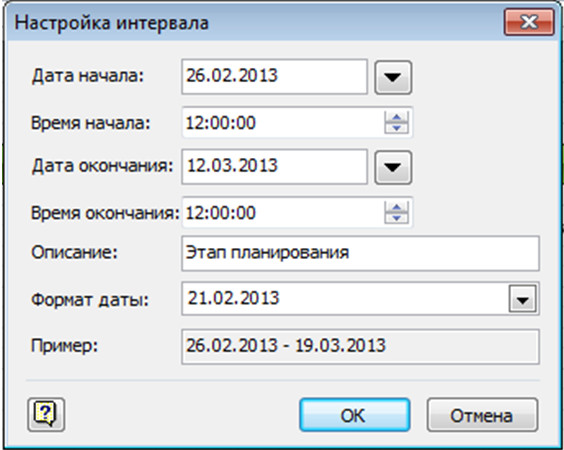 Настройка интервала
Дата начала: 26.02.2013
Время начала: 12:00:00
Дата окончания: 12.03.2013
Время окончания: 12:00:00
Описание: Этап планирования
Формат даты: 21.02.2013
Пример: 26.02.2013 - 19.03.2013
? OK Отмена